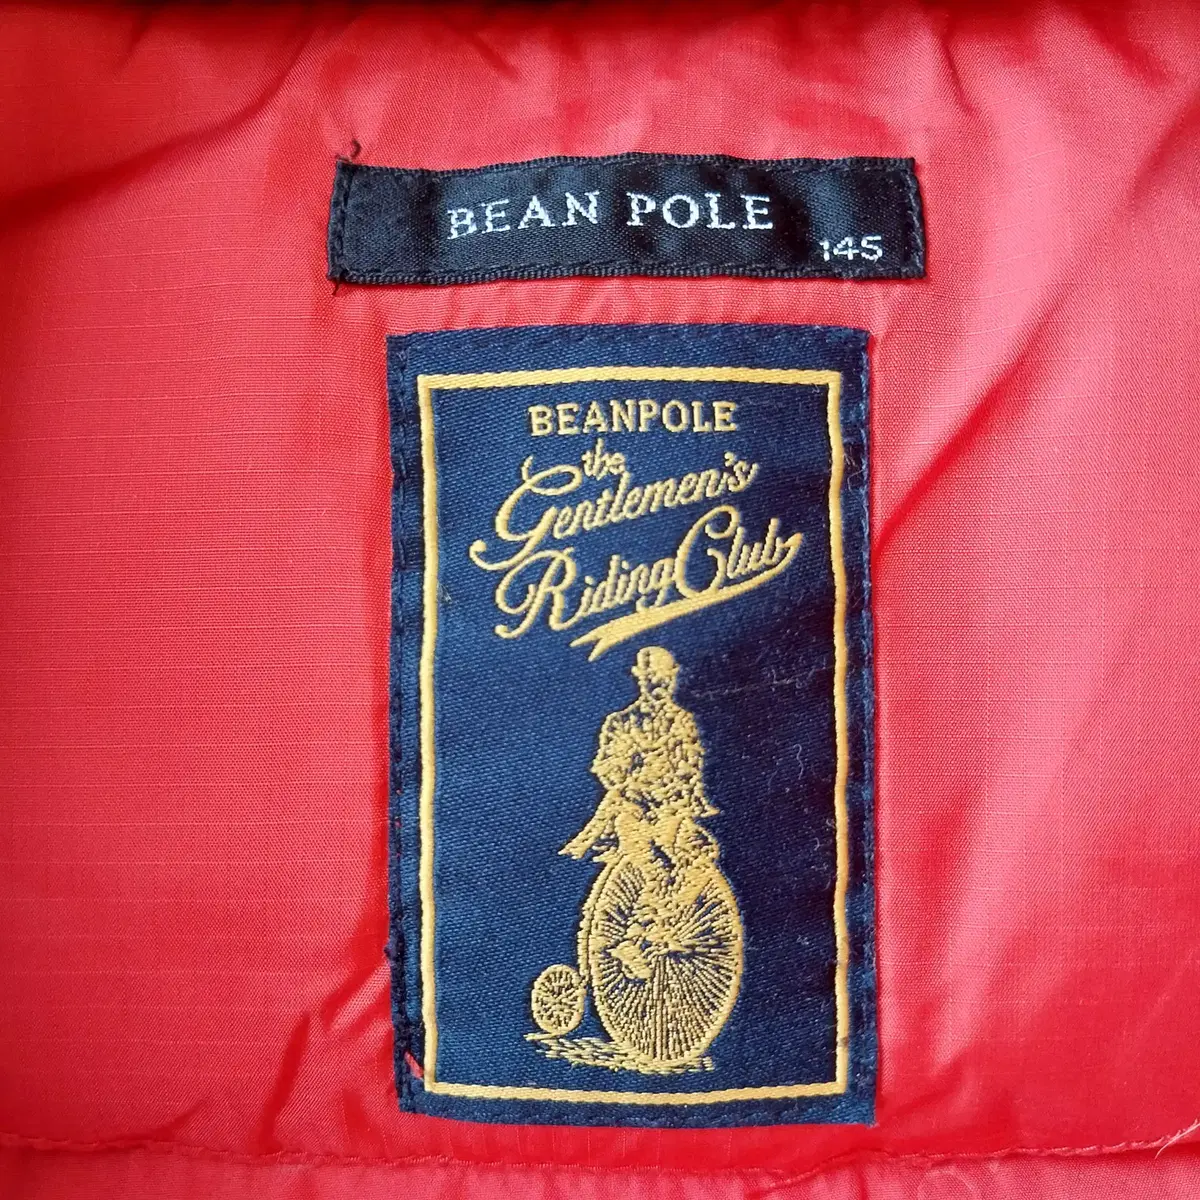 BEAN POLE
145
BEANPOLE
the
Gentlemen's
Riding Club